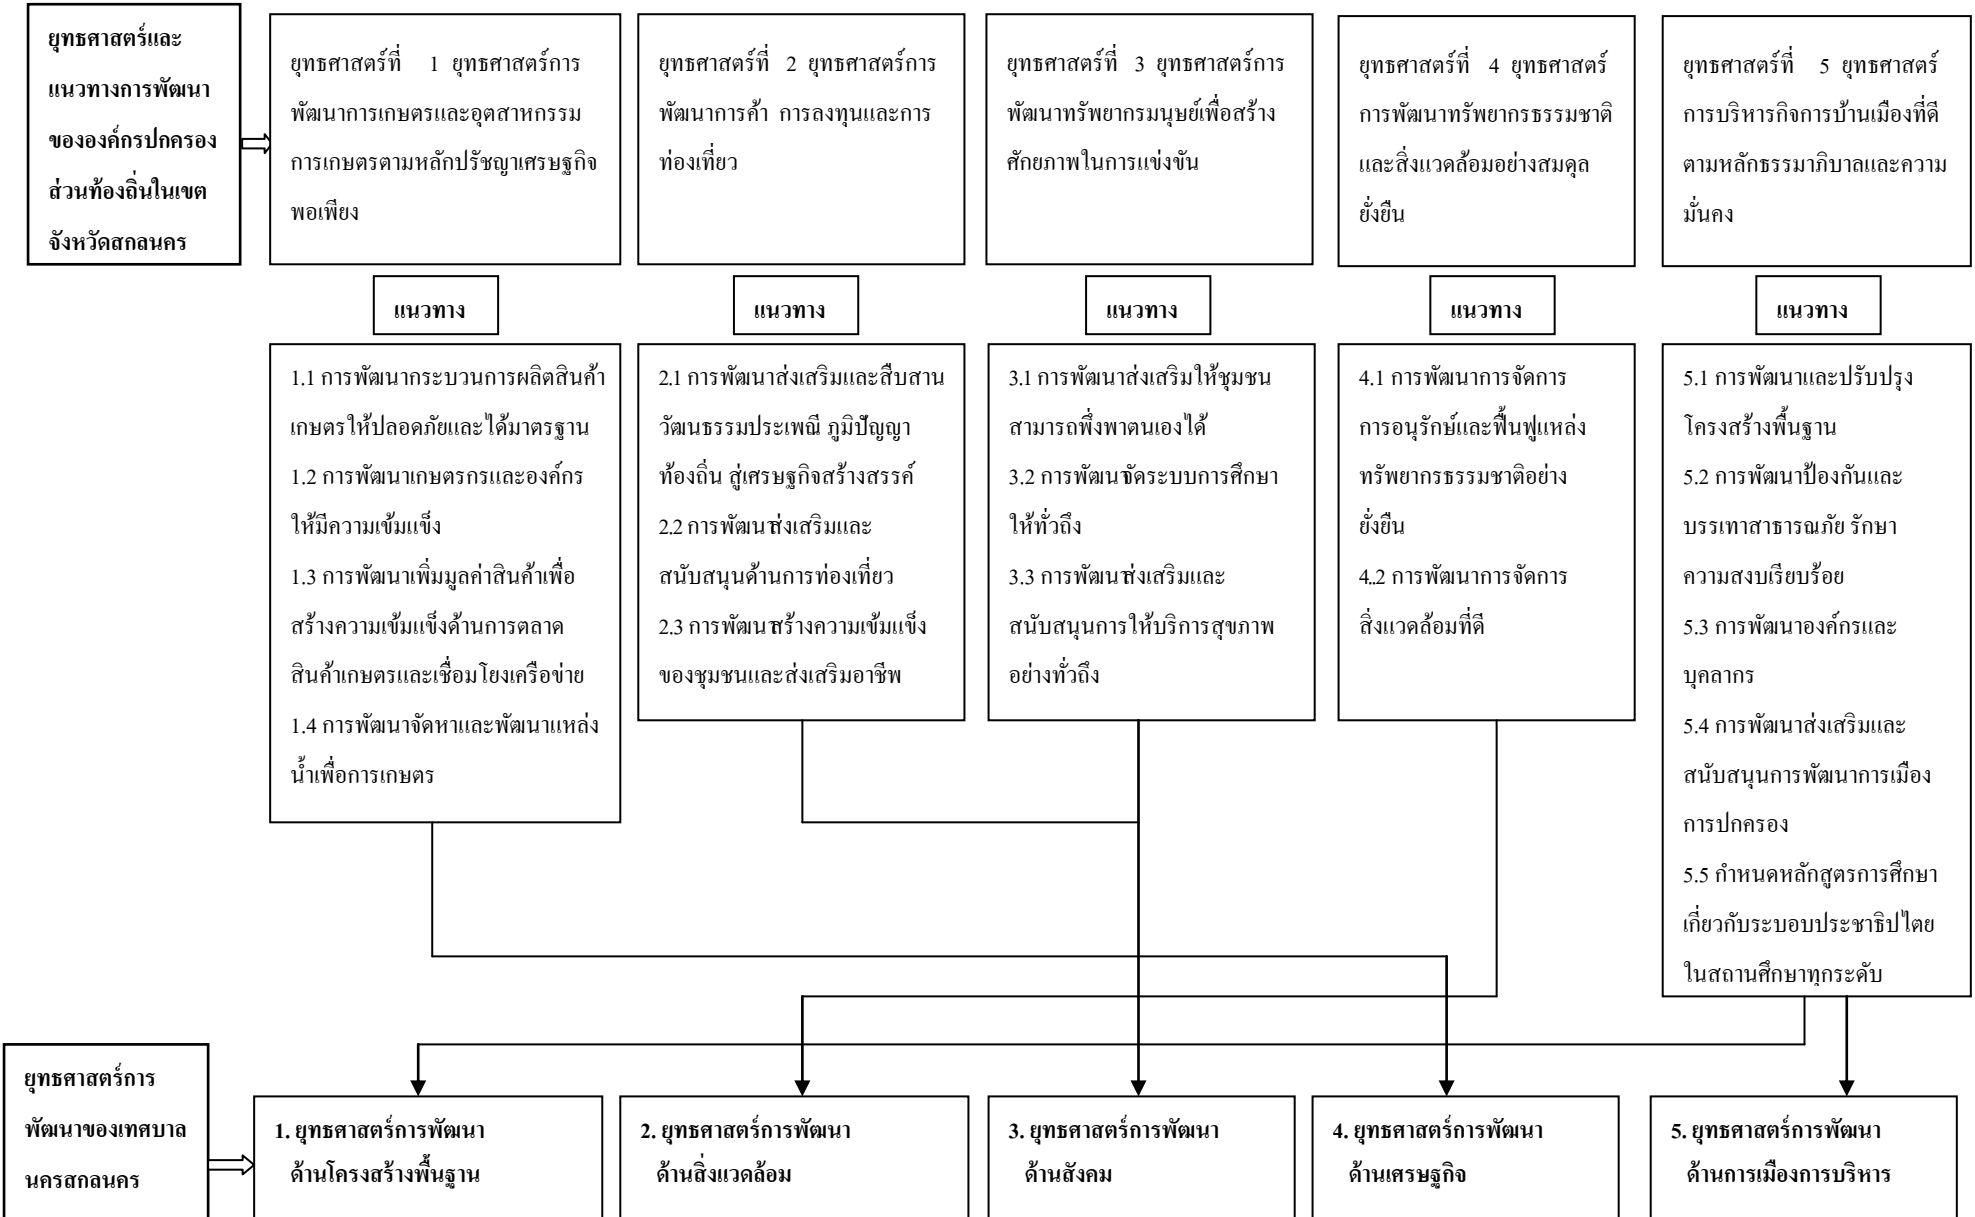 ยุทธศาสตร์และ
แนวทางการพัฒนา
ขององค์กรปกครอง
ส่วนท้องถิ่นในเขต
จังหวัดสกลนคร
ยุทธศาสตร์ที่ 1 ยุทธศาสตร์การ
พัฒนาการเกษตรและอุตสาหกรรม
การเกษตรตามหลักปรัชญาเศรษฐกิจ
พอเพียง
ยุทธศาสตร์ที่ 2 ยุทธศาสตร์การ
พัฒนาการค้า การลงทุนและการ
ท่องเที่ยว
ยุทธศาสตร์ที่ 3 ยุทธศาสตร์การ
พัฒนาทรัพยากรมนุษย์เพื่อสร้าง
ศักยภาพในการแข่งขัน
ยุทธศาสตร์ที่ 4 ยุทธศาสตร์
การพัฒนาทรัพยากรธรรมชาติ
และสิ่งแวดล้อมอย่างสมดุล
ยั่งยืน
ยุทธศาสตร์ที่ 5 ยุทธศาสตร์
การบริหารกิจการบ้านเมืองที่ดี
ตามหลักธรรมาภิบาลและความ
มั่นคง
แนวทาง
แนวทาง
แนวทาง
แนวทาง
แนวทาง
1.1 การพัฒนากระบวนการผลิตสินค้า
เกษตรให้ปลอดภัยและได้มาตรฐาน
1.2 การพัฒนาเกษตรกรและองค์กร
ให้มีความเข้มแข็ง
1.3 การพัฒนาเพิ่มมูลค่าสินค้าเพื่อ
สร้างความเข้มแข็งด้านการตลาด
สินค้าเกษตรและเชื่อมโยงเครือข่าย
1.4 การพัฒนาจัดหาและพัฒนาแหล่ง
น้ำเพื่อการเกษตร
2.1 การพัฒนาส่งเสริมและสืบสาน
วัฒนธรรมประเพณี ภูมิปัญญา
ท้องถิ่น สู่เศรษฐกิจสร้างสรรค์
2.2 การพัฒนาส่งเสริมและ
สนับสนุนด้านการท่องเที่ยว
2.3 การพัฒนาสร้างความเข้มแข็ง
ของชุมชนและส่งเสริมอาชีพ
3.1 การพัฒนาส่งเสริมให้ชุมชน
สามารถพึ่งพาตนเองได้
3.2 การพัฒนาจัดระบบการศึกษา
ให้ทั่วถึง
3.3 การพัฒนาส่งเสริมและ
สนับสนุนการให้บริการสุขภาพ
อย่างทั่วถึง
4.1 การพัฒนาการจัดการ
การอนุรักษ์และฟื้นฟูแหล่ง
ทรัพยากรธรรมชาติอย่าง
ยั่งยืน
4..2 การพัฒนาการจัดการ
สิ่งแวดล้อมที่ดี
5.1 การพัฒนาและปรับปรุง
โครงสร้างพื้นฐาน
5.2 การพัฒนาป้องกันและ
บรรเทาสาธารณภัย รักษา
ความสงบเรียบร้อย
5.3 การพัฒนาองค์กรและ
บุคลากร
5.4 การพัฒนาส่งเสริมและ
สนับสนุนการพัฒนาการเมือง
การปกครอง
5.5 กำหนดหลักสูตรการศึกษา
เกี่ยวกับระบอบประชาธิปไตย
ในสถานศึกษาทุกระดับ
ยุทธศาสตร์การ
พัฒนาของเทศบาล
นครสกลนคร
1. ยุทธศาสตร์การพัฒนา
ด้านโครงสร้างพื้นฐาน
2. ยุทธศาสตร์การพัฒนา
ด้านสิ่งแวดล้อม
3. ยุทธศาสตร์การพัฒนา
ด้านสังคม
4. ยุทธศาสตร์การพัฒนา
ด้านเศรษฐกิจ
5. ยุทธศาสตร์การพัฒนา
ด้านการเมืองการบริหาร